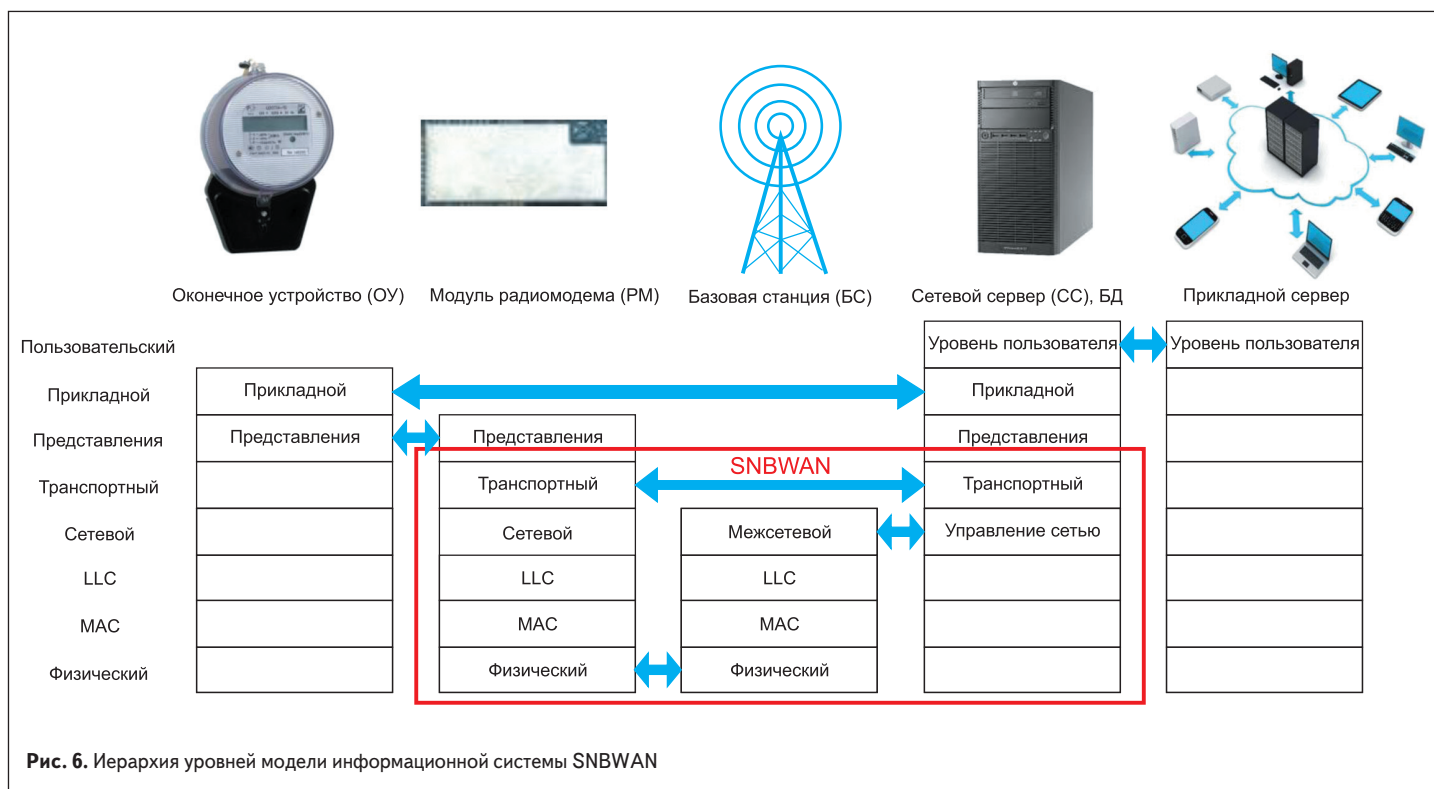 Оконечное устройство (ОУ)
Модуль радиомодема (РМ)
Базовая станция (БС)
Сетевой сервер (СС), БД
Прикладной сервер
Пользовательский
Уровень пользователя
Уровень пользователя
Прикладной
Прикладной
Прикладной
Представления
Представления
Представления
Представления
SNBWAN
Транспортный
Транспортный
Транспортный
Сетевой
Сетевой
Межсетевой
Управление сетью
LLC
LLC
LLC
MAC
MAC
MAC
Физический
Физический
Физический
Рис. 6. Иерархия уровней модели информационной системы SNBWAN